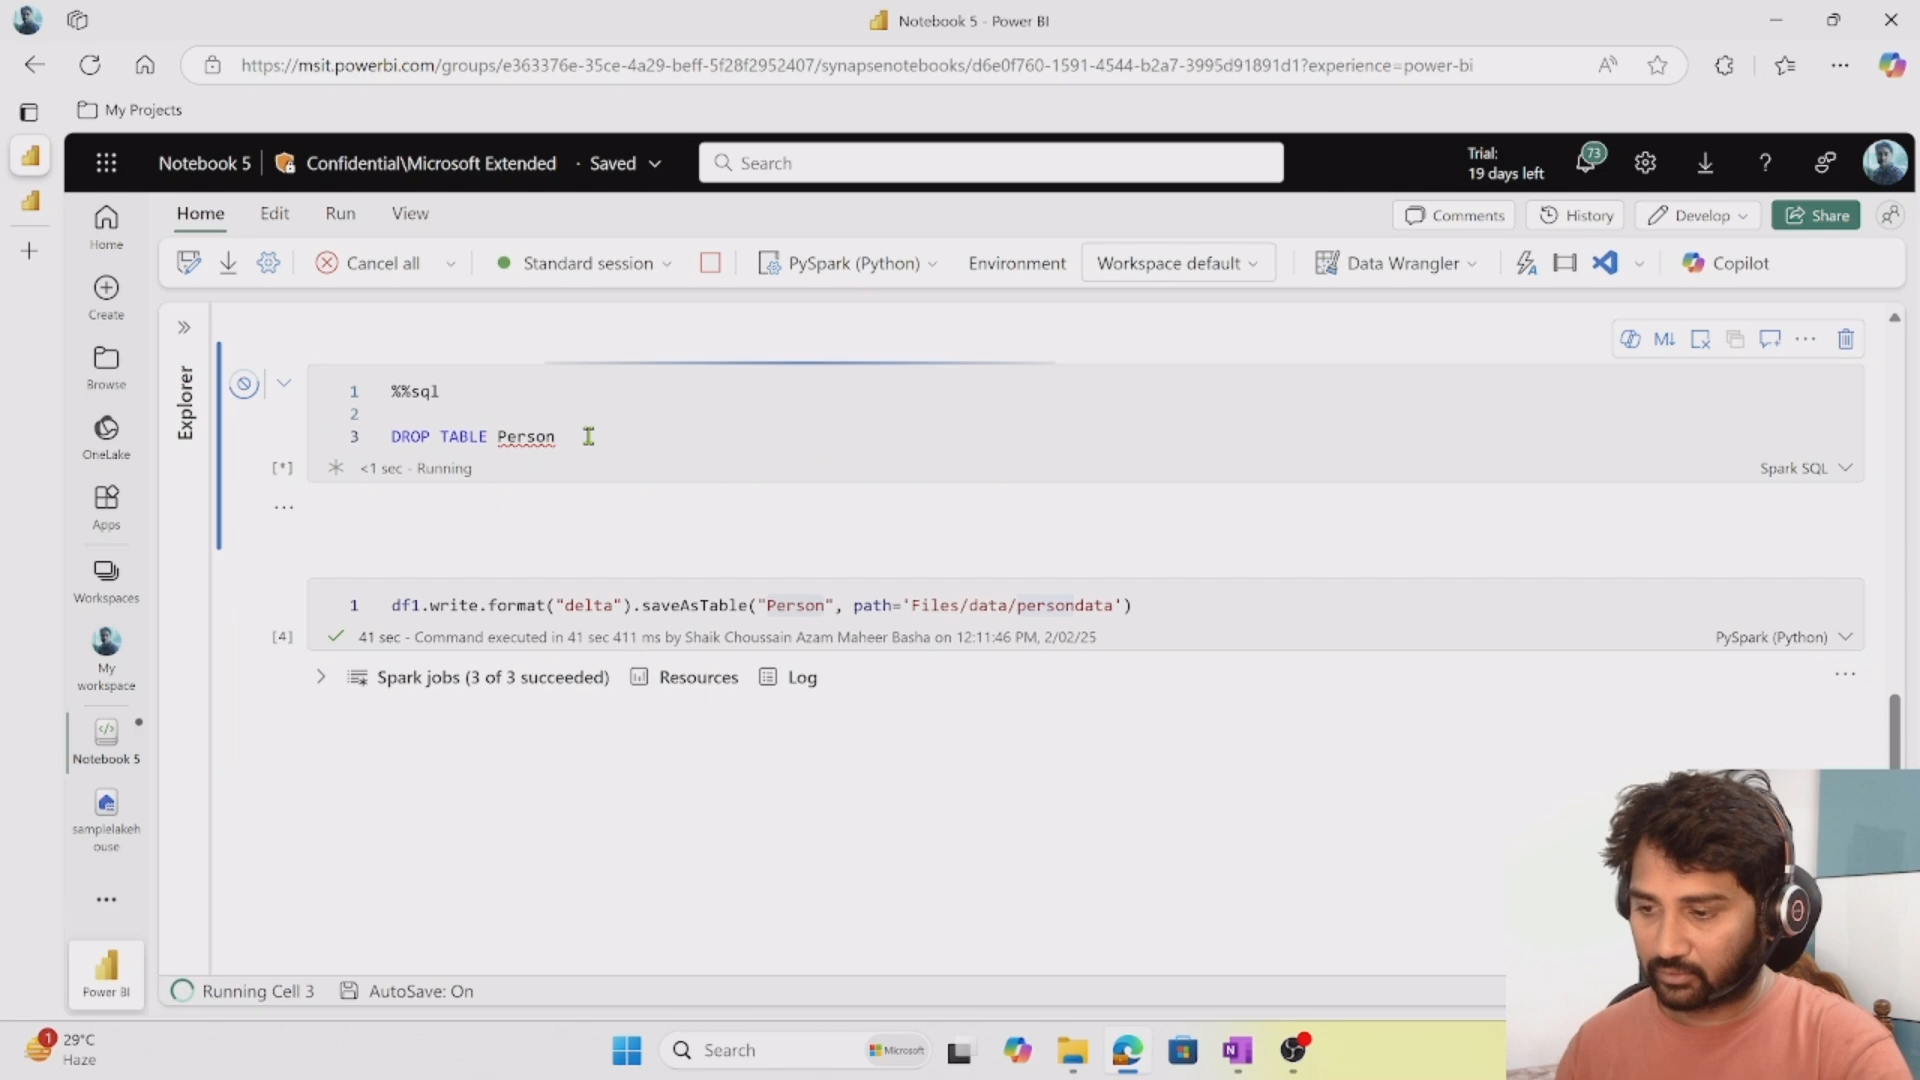 Notebook 5 - Power BI
https://msit.powerbi.com/groups/e363376e-35ce-4a29-beff-5f28f2952407/synapsenotebooks/d6e0f760-1591-4544-b2a7-3995d91891d1?experience=power-bi
My Projects
Notebook 5 Confidential\Microsoft Extended · Saved Search Trial: 19 days left 73 ?
Home Edit Run View Comments History Develop Share
Cancel all Standard session PySpark (Python) Environment Workspace default Data Wrangler Copilot
Home
Create
Browse
OneLake
Apps
Workspaces
My workspace
Notebook 5
samplelakeh
ouse
...
Power BI
Explorer
M↓ ...
1 %%sql
2
3 DROP TABLE Person
[*] <1 sec - Running Spark SQL
...
1 df1.write.format("delta").saveAsTable("Person", path='Files/data/persondata')
[4] 41 sec - Command executed in 41 sec 411 ms by Shaik Choussain Azam Maheer Basha on 12:11:46 PM, 2/02/25 PySpark (Python)
Spark jobs (3 of 3 succeeded) Resources Log ...
Running Cell 3 AutoSave: On
1 29°C
Haze
Search Microsoft